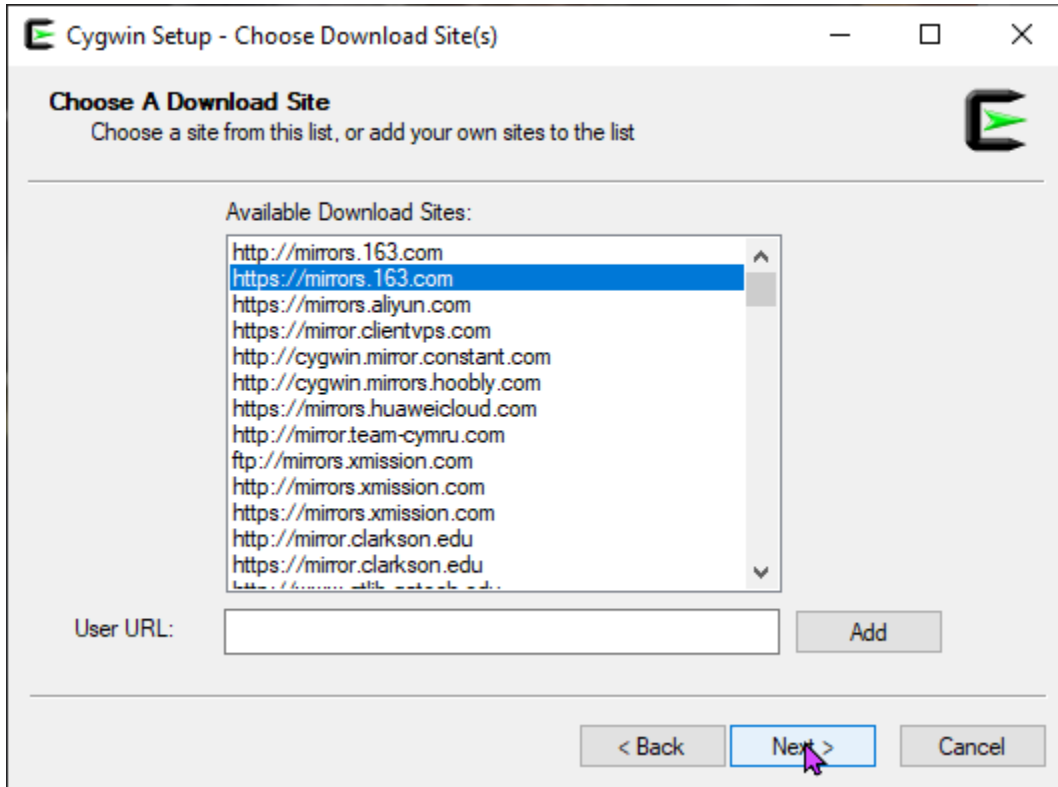 Cygwin Setup - Choose Download Site(s)
Choose A Download Site
Choose a site from this list, or add your own sites to the list
Available Download Sites:
http://mirrors.163.com
https://mirrors.163.com
https://mirrors.aliyun.com
https://mirror.clientvps.com
http://cygwin.mirror.constant.com
http://cygwin.mirrors.hoobly.com
https://mirrors.huaweicloud.com
http://mirror.team-cymru.com
ftp://mirrors.xmission.com
http://mirrors.xmission.com
https://mirrors.xmission.com
http://mirror.clarkson.edu
https://mirror.clarkson.edu
User URL:
Add
< Back
Next >
Cancel